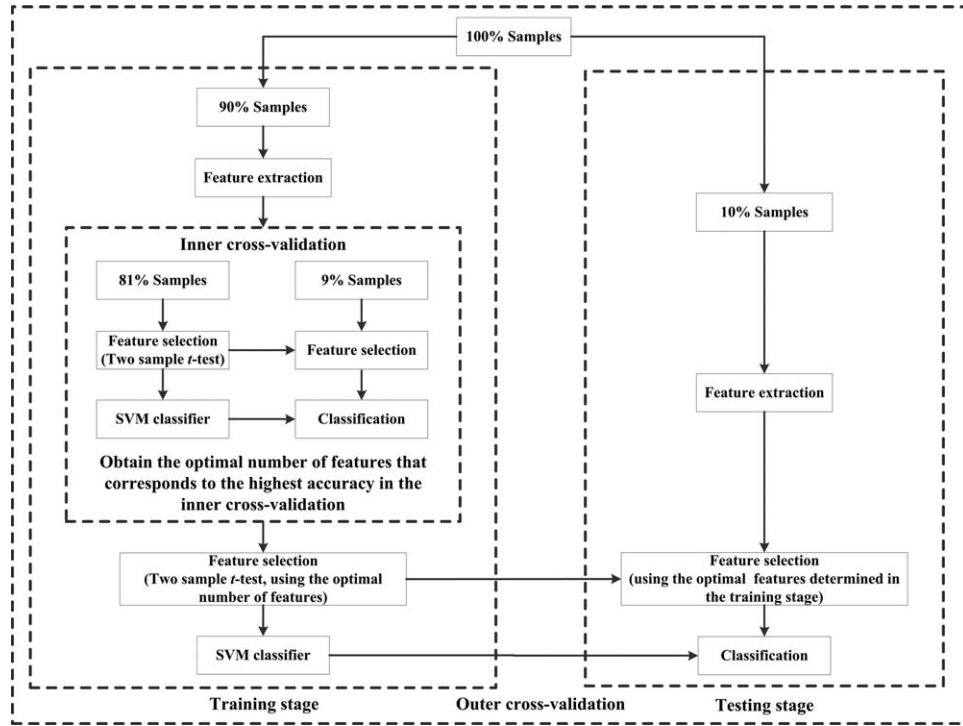 100% Samples
90% Samples
Feature extraction
Inner cross-validation
81% Samples
9% Samples
Feature selection
(Two sample t-test)
Feature selection
SVM classifier
Classification
Obtain the optimal number of features that
corresponds to the highest accuracy in the
inner cross-validation
Feature selection
(Two sample t-test, using the optimal
number of features)
SVM classifier
Training stage
Outer cross-validation
10% Samples
Feature extraction
Feature selection
(using the optimal features determined in
the training stage)
Classification
Testing stage